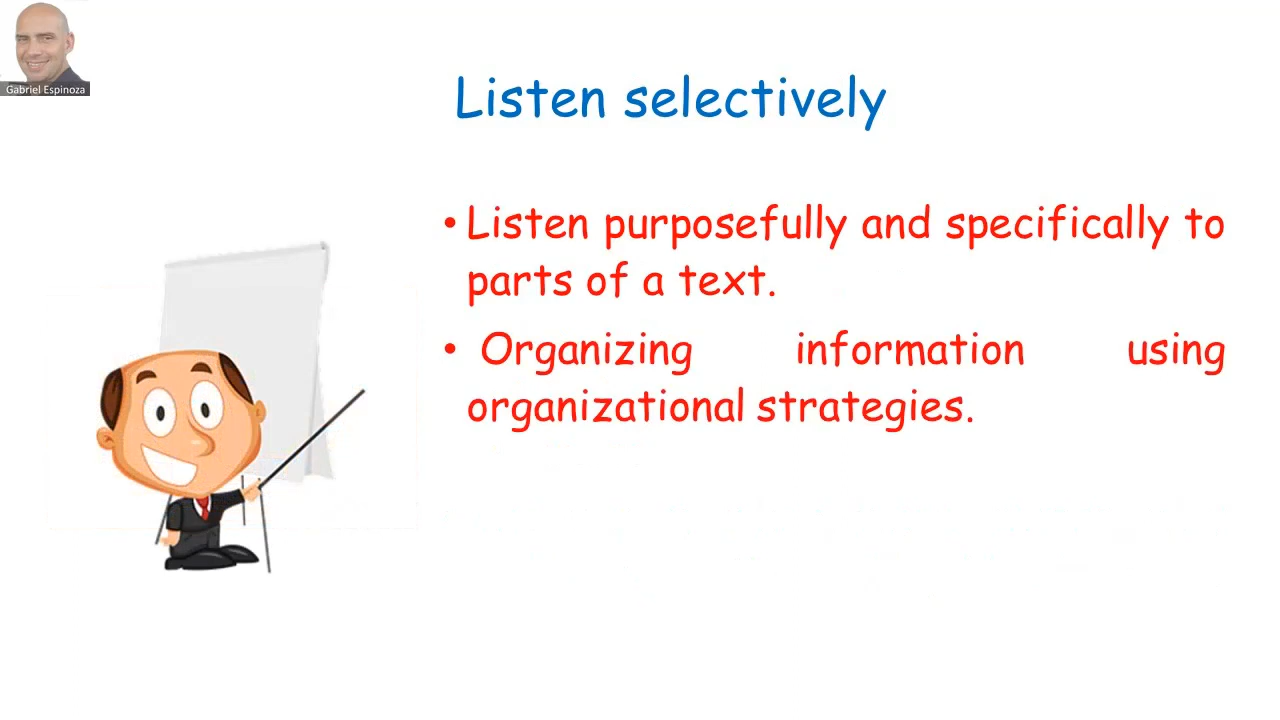 Gabriel Espinoza
Listen selectively
• Listen purposefully and specifically to
parts of a text.
• Organizing information using
organizational strategies.